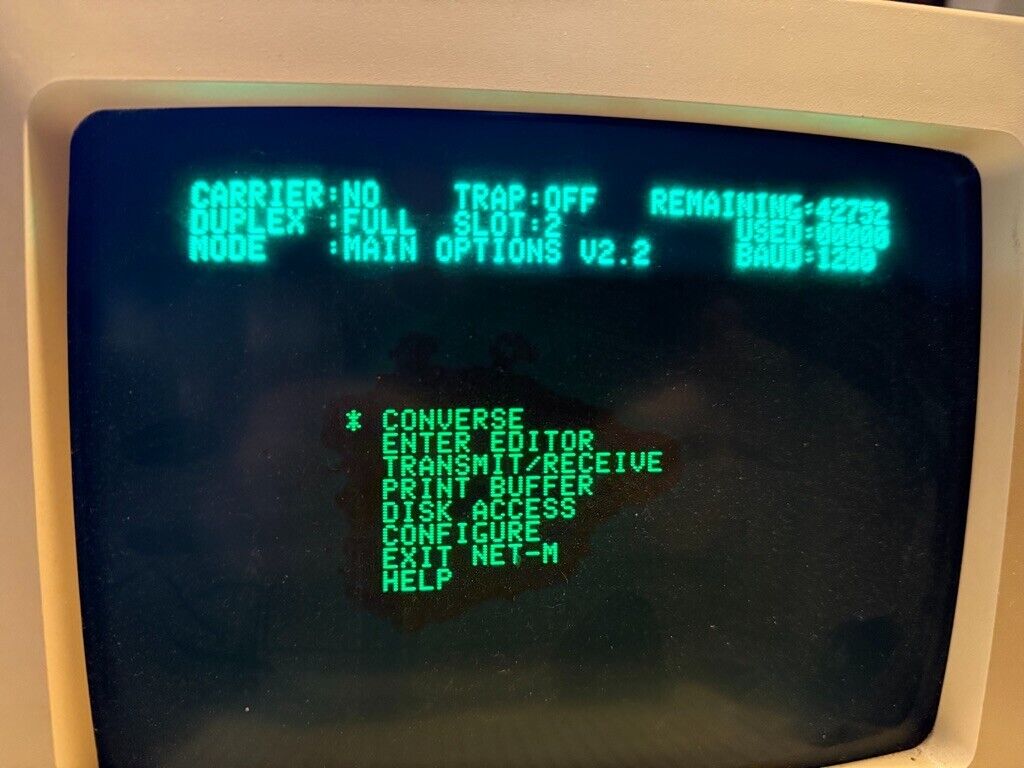 CARRIER:NO TRAP:OFF REMAINING:42752
DUPLEX :FULL SLOT:2 USED:00000
MODE :MAIN OPTIONS V2.2 BAUD:1200
* CONVERSE
ENTER EDITOR
TRANSMIT/RECEIVE
PRINT BUFFER
DISK ACCESS
CONFIGURE
EXIT NET-M
HELP